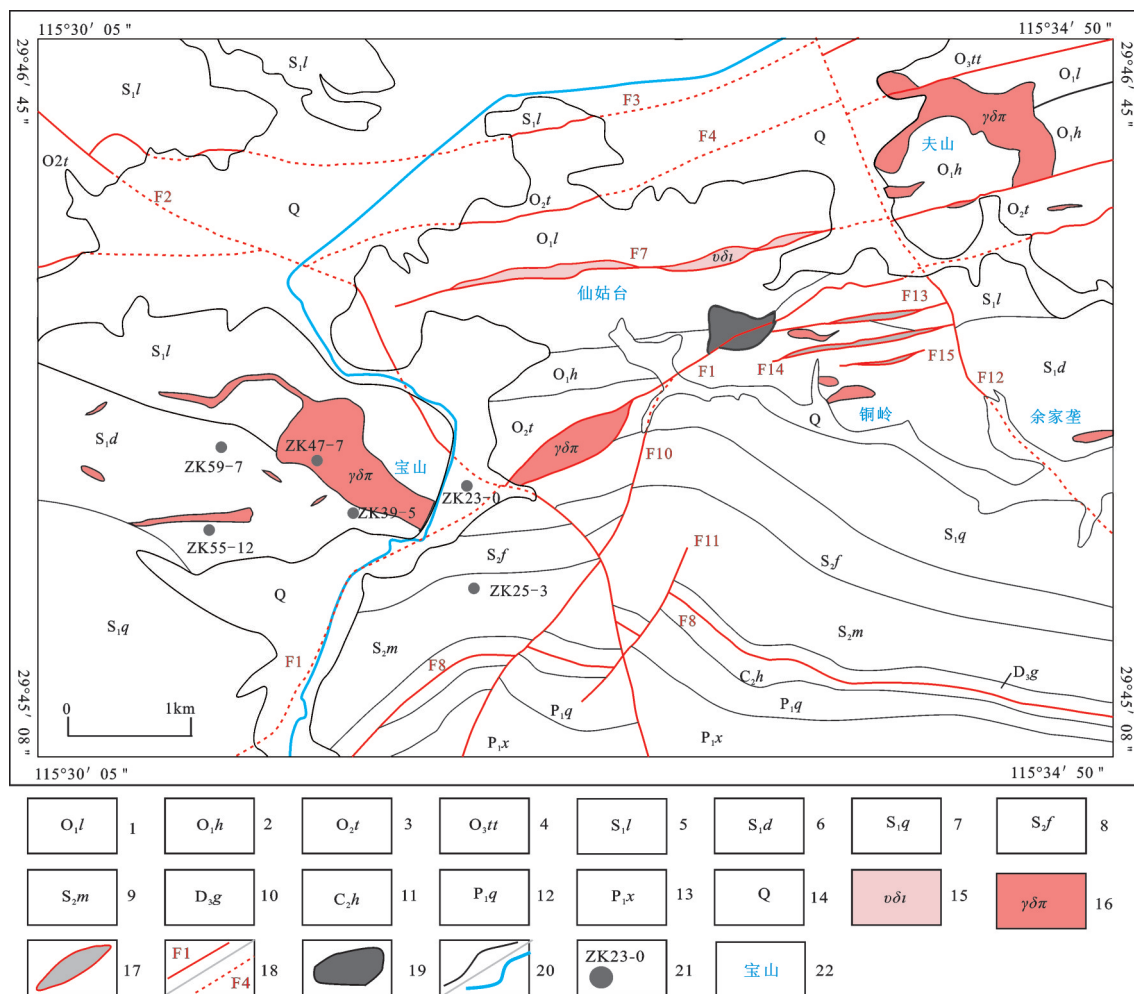 115°30′ 05 "
115°34′ 50 "
29°46′ 45 "
29°46′ 45 "
S₁l
S₁l
O₃tt
O₁l
S₁l
F3
γδπ
F4
O₁h
Q
夫山
O2t
O₁h
F2
Q
O₂t
O₂t
O₁l
F7
υδι
仙姑台
F13
S₁l
S₁l
F15
F1
F14
O₁h
F12
S₁d
Q
铜岭
余家垄
S₁d
O₂t
ZK47-7
γδπ
ZK59-7
宝山
F10
γδπ
ZK23-0
ZK39-5
S₁q
ZK55-12
F11
S₂f
S₂f
Q
ZK25-3
S₁q
S₂m
F8
S₂m
F8
F1
C₂h
D₃g
29°45′ 08 "
29°45′ 08 "
0 1km
P₁q
P₁q
P₁x
P₁x
115°30′ 05 "
115°34′ 50 "
O₁l 1 O₁h 2 O₂t 3 O₃tt 4 S₁l 5 S₁d 6 S₁q 7 S₂f 8
S₂m 9 D₃g 10 C₂h 11 P₁q 12 P₁x 13 Q 14 υδι 15 γδπ 16
17 F1 F4 18 19 20 ZK23-0 21 宝山 22